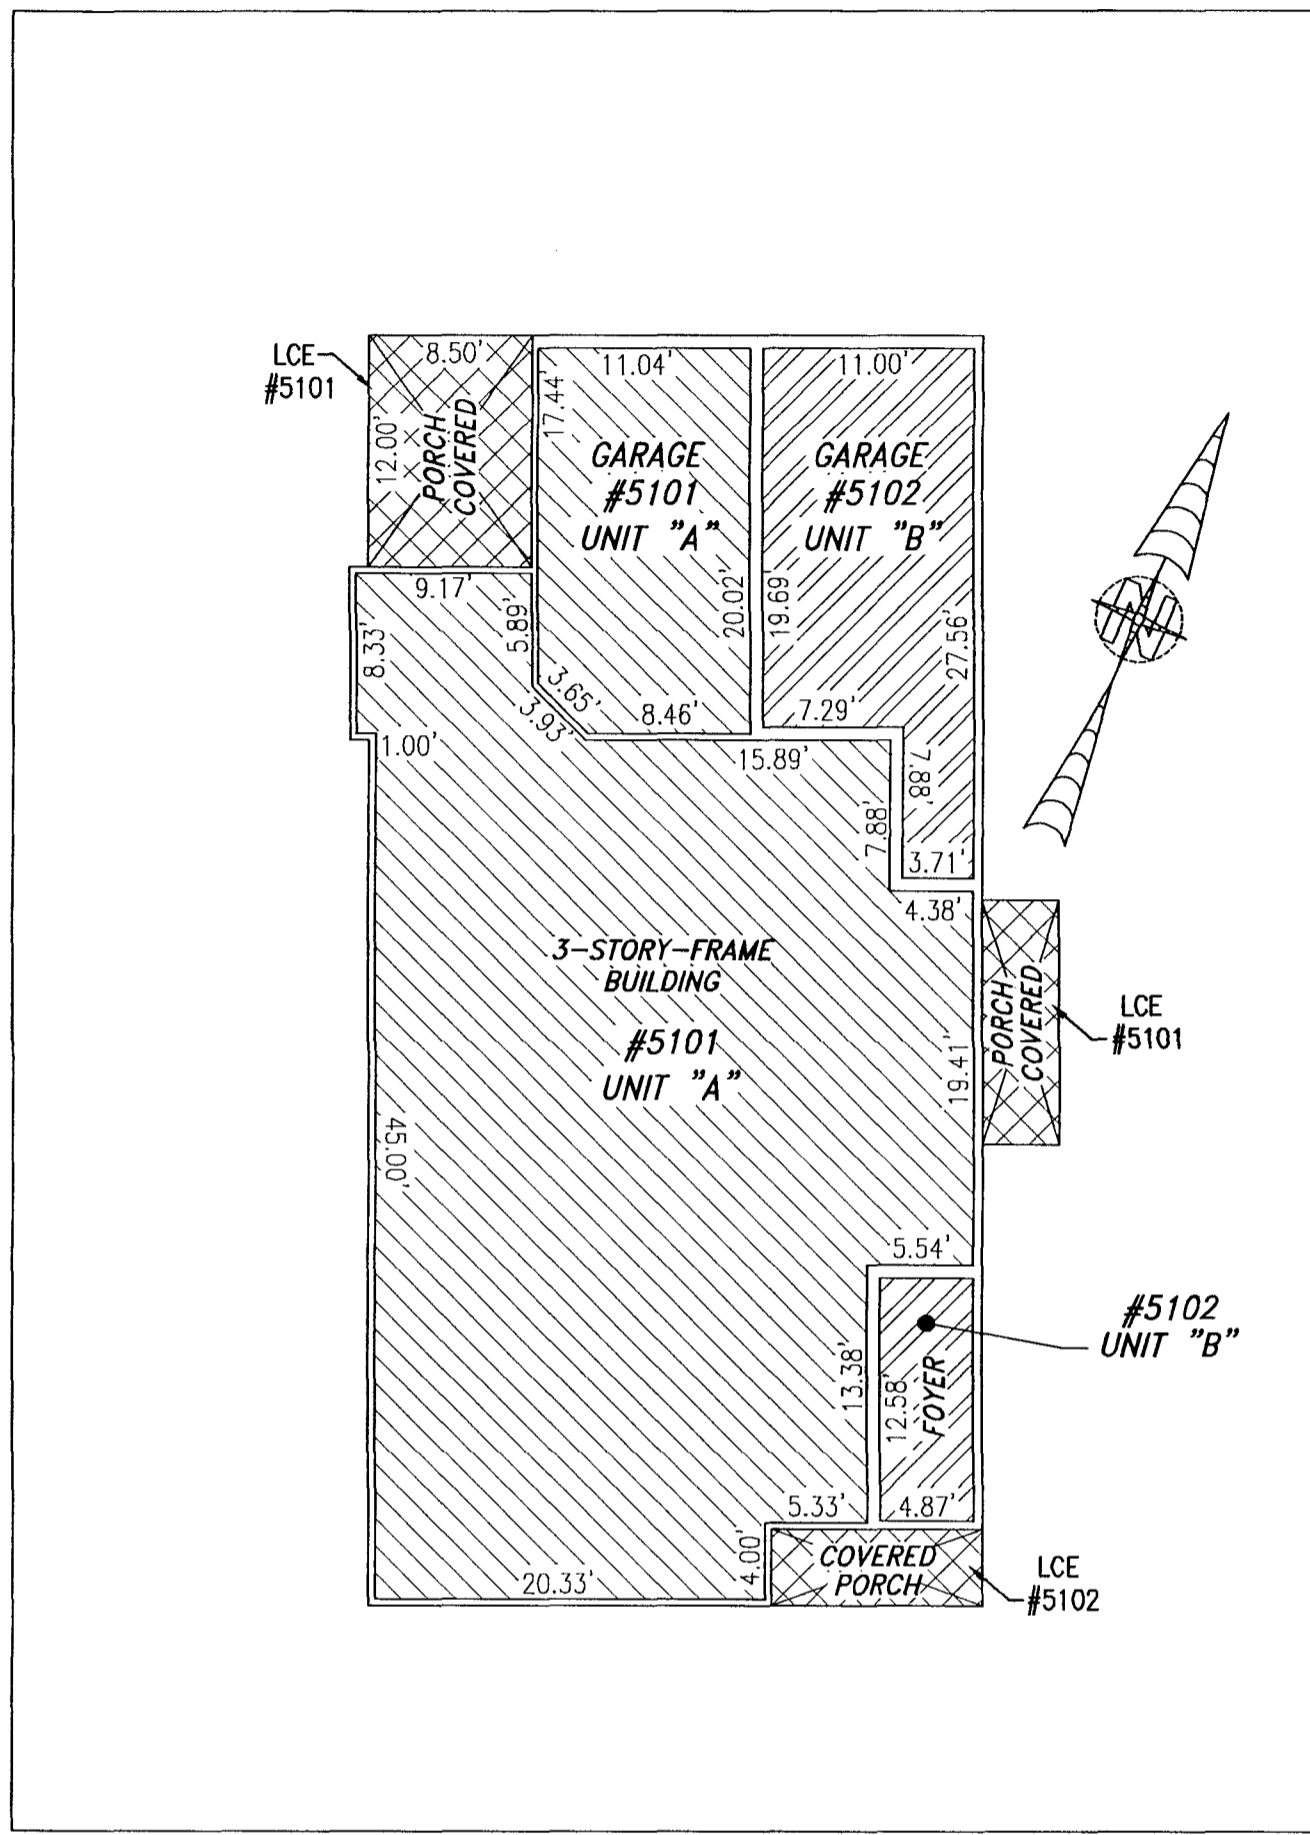 LCE
#5101
8.50'
12.00'
PORCH
COVERED
11.04'
17.44'
GARAGE
#5101
UNIT "A"
20.02'
11.00'
GARAGE
#5102
UNIT "B"
19.69'
27.56'
9.17'
5.89'
8.33'
3.65'
3.93'
8.46'
7.29'
1.00'
15.89'
7.88'
7.88'
3.71'
4.38'
3-STORY-FRAME
BUILDING
#5101
UNIT "A"
19.41'
PORCH
COVERED
LCE
#5101
45.00'
5.54'
#5102
UNIT "B"
13.38'
12.58'
FOYER
5.33'
4.87'
4.00'
20.33'
COVERED
PORCH
LCE
#5102
N